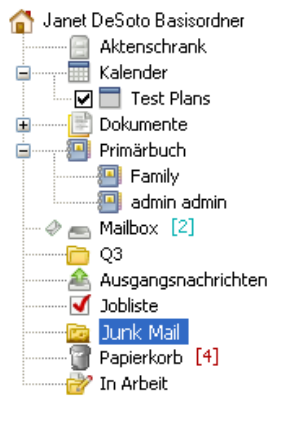 Janet DeSoto Basisordner
Aktenschrank
Kalender
Test Plans
Dokumente
Primärbuch
Family
admin admin
Mailbox [2]
Q3
Ausgangsnachrichten
Jobliste
Junk Mail
Papierkorb [4]
In Arbeit